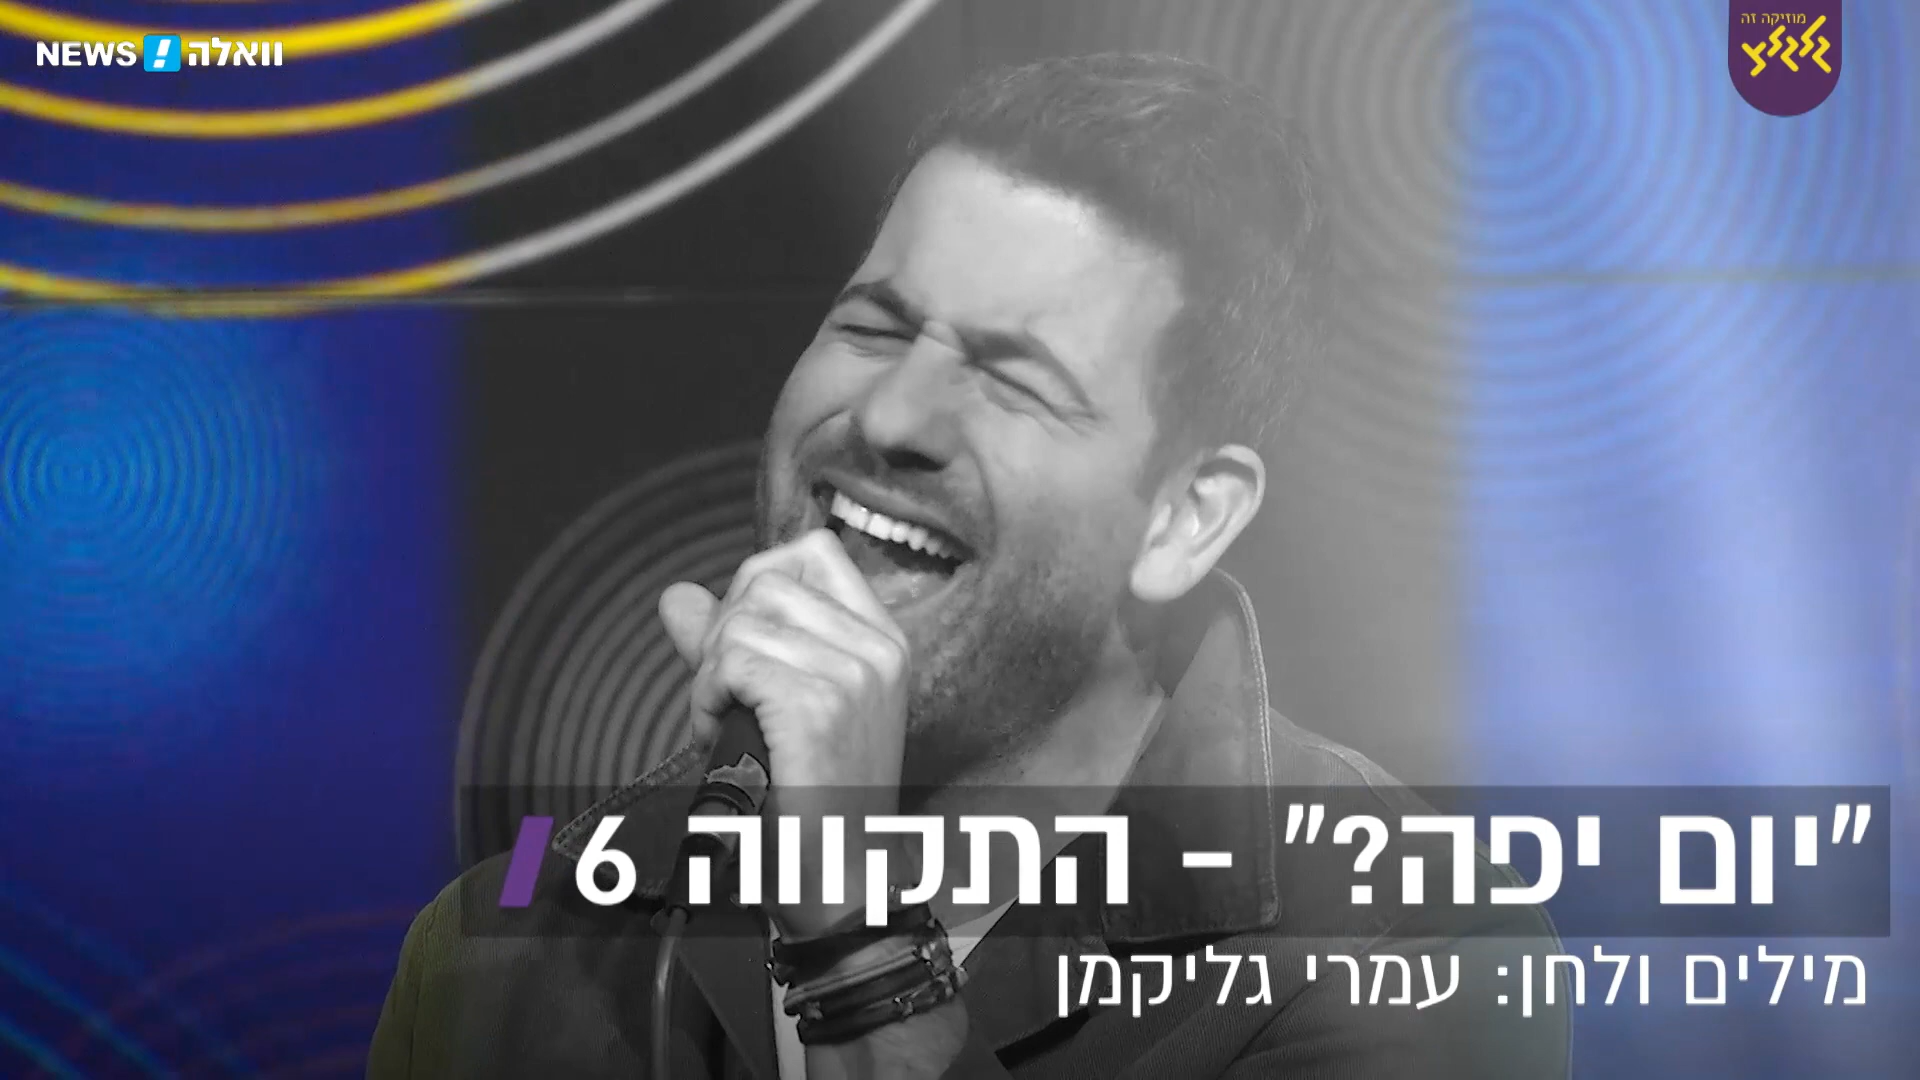 NEWS ! וואלה
מוזיקה זה
גלגלצ
"יום יפה?" - התקווה 6 /
מילים ולחן: עמרי גליקמן